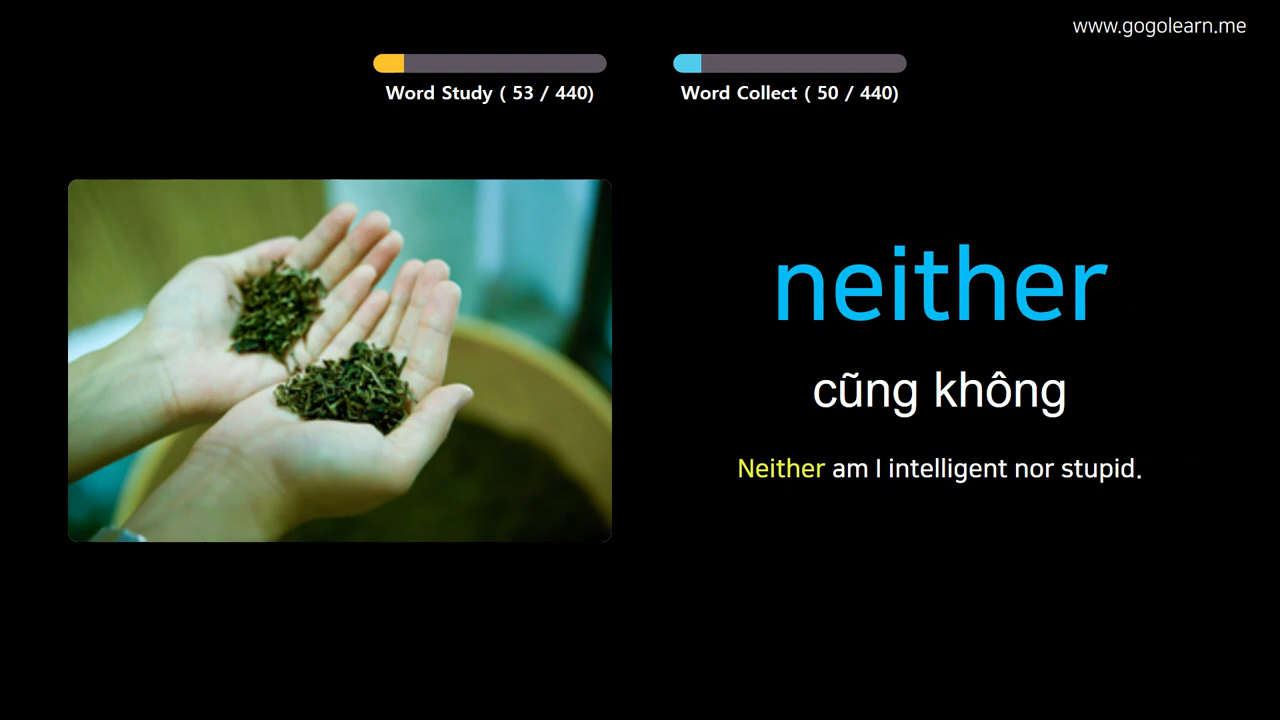 www.gogolearn.me
Word Study ( 53 / 440)
Word Collect ( 50 / 440)
neither
cũng không
Neither am I intelligent nor stupid.